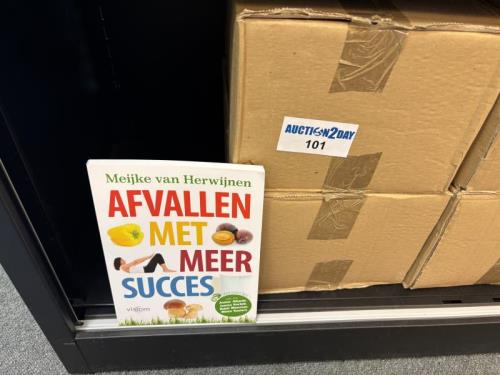 AUCTION2DAY
101
Meijke van Herwijnen
AFVALLEN
MET
MEER
SUCCES